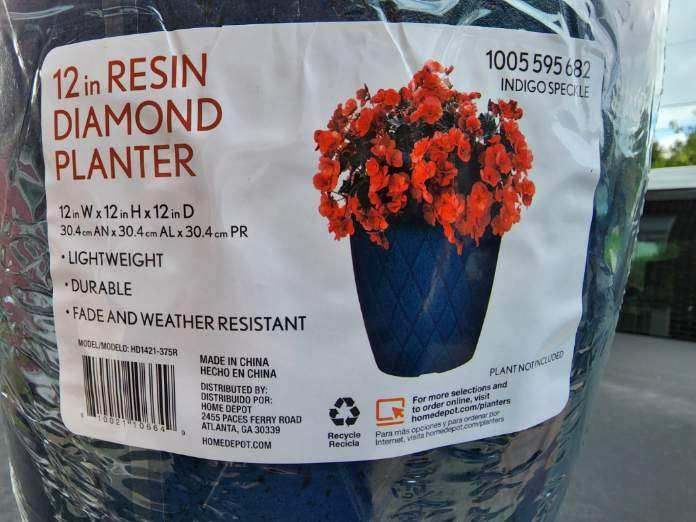 12 in RESIN
DIAMOND
PLANTER
1005 595 682
INDIGO SPECKLE
12 in W x 12 in H x 12 in D
30.4 cm AN x 30.4 cm AL x 30.4 cm PR
• LIGHTWEIGHT
• DURABLE
• FADE AND WEATHER RESISTANT
MODEL/MODELO: HD1421-375R
MADE IN CHINA
HECHO EN CHINA
DISTRIBUTED BY:
DISTRIBUIDO POR:
HOME DEPOT
2455 PACES FERRY ROAD
ATLANTA, GA 30339
HOMEDEPOT.COM
Recycle
Recicla
PLANT NOT INCLUDED
For more selections and
to order online, visit
homedepot.com/planters
Para más opciones y para ordenar por
Internet, visita homedepot.com/planters